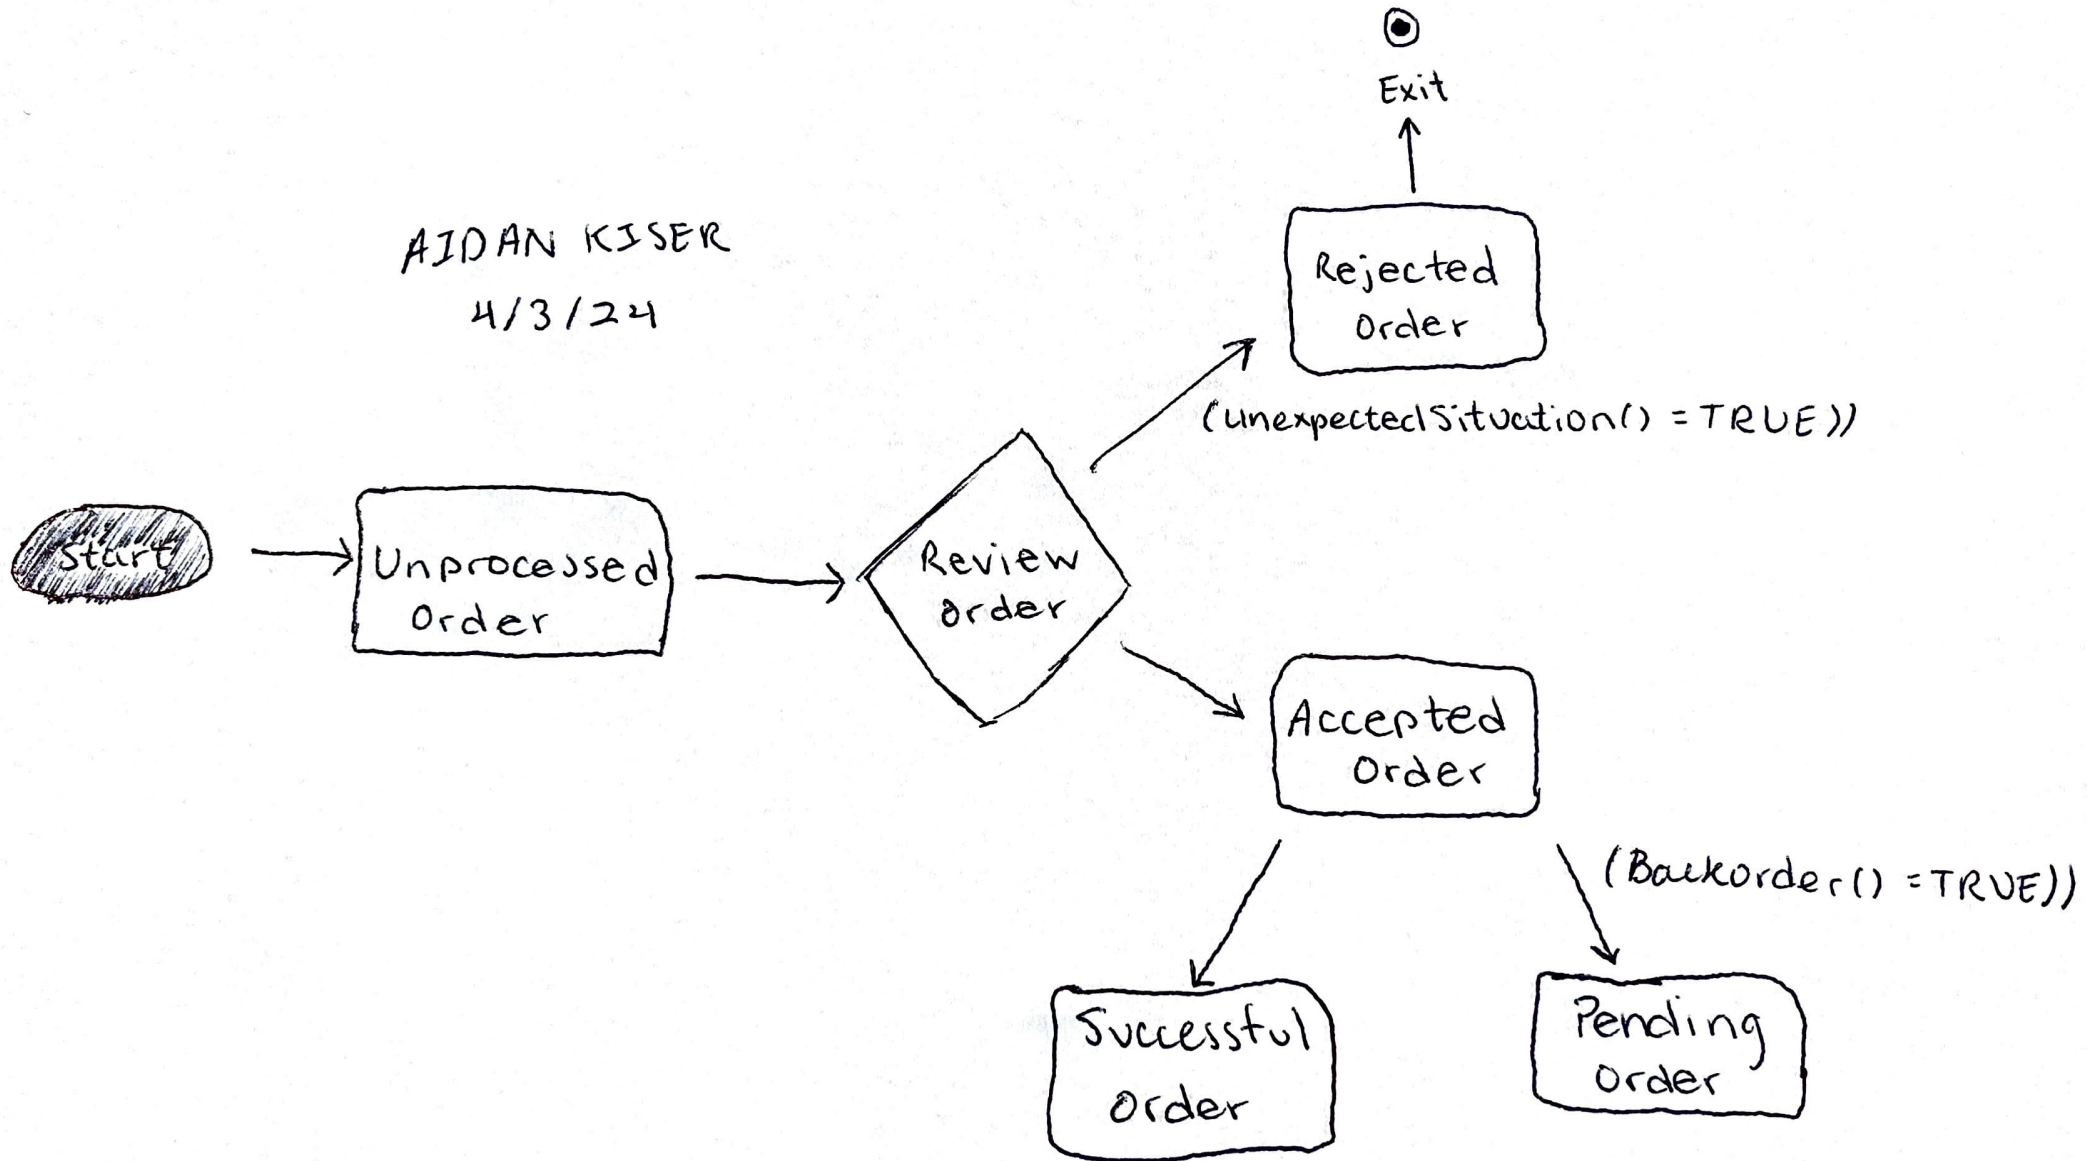 Exit
AIDAN KISER
4/3/24
Rejected
Order
(UnexpectedSituation() = TRUE))
Start
Unprocessed
Order
Review
Order
Accepted
Order
(Backorder() = TRUE))
Successful
Order
Pending
Order